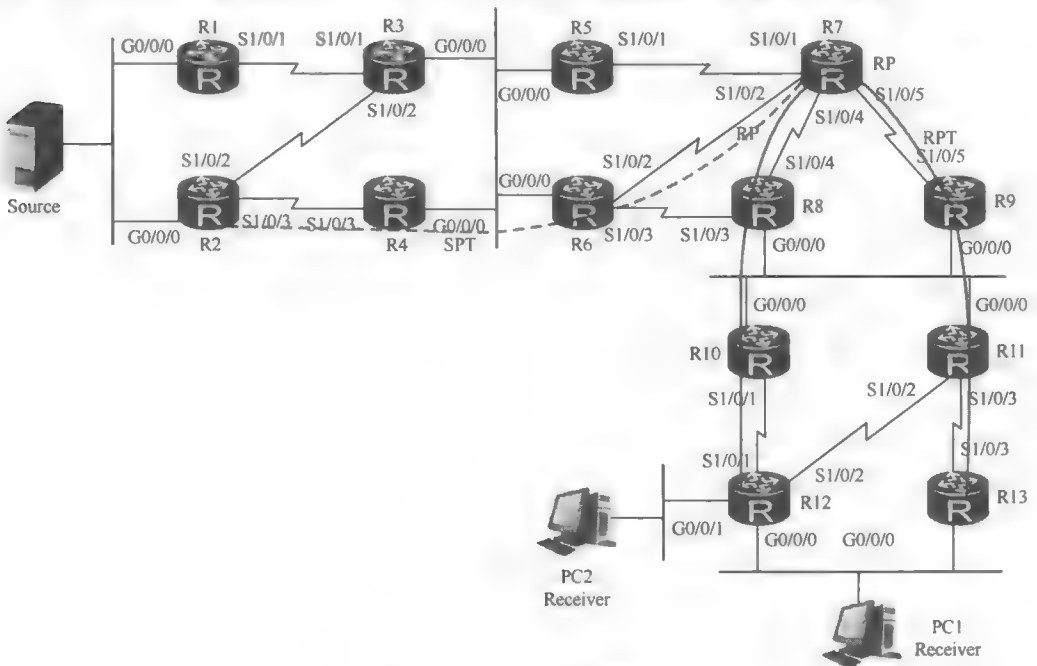 R1
R3
R5
R7
G0/0/0
S1/0/1
S1/0/1
G0/0/0
S1/0/1
S1/0/1
RP
R
R
R
R
G0/0/0
S1/0/2
S1/0/2
S1/0/5
S1/0/4
RP
RPT
S1/0/2
S1/0/4
S1/0/5
S1/0/2
G0/0/0
Source
R
R
R
R
R8
R
R9
G0/0/0
S1/0/3
S1/0/3
G0/0/0
S1/0/3
S1/0/3
R2
R4
SPT
R6
G0/0/0
G0/0/0
G0/0/0
G0/0/0
R10
R
R
R11
S1/0/1
S1/0/2
S1/0/3
S1/0/1
S1/0/2
S1/0/3
R
R12
R
R13
G0/0/1
G0/0/0
G0/0/0
PC2
Receiver
PC1
Receiver